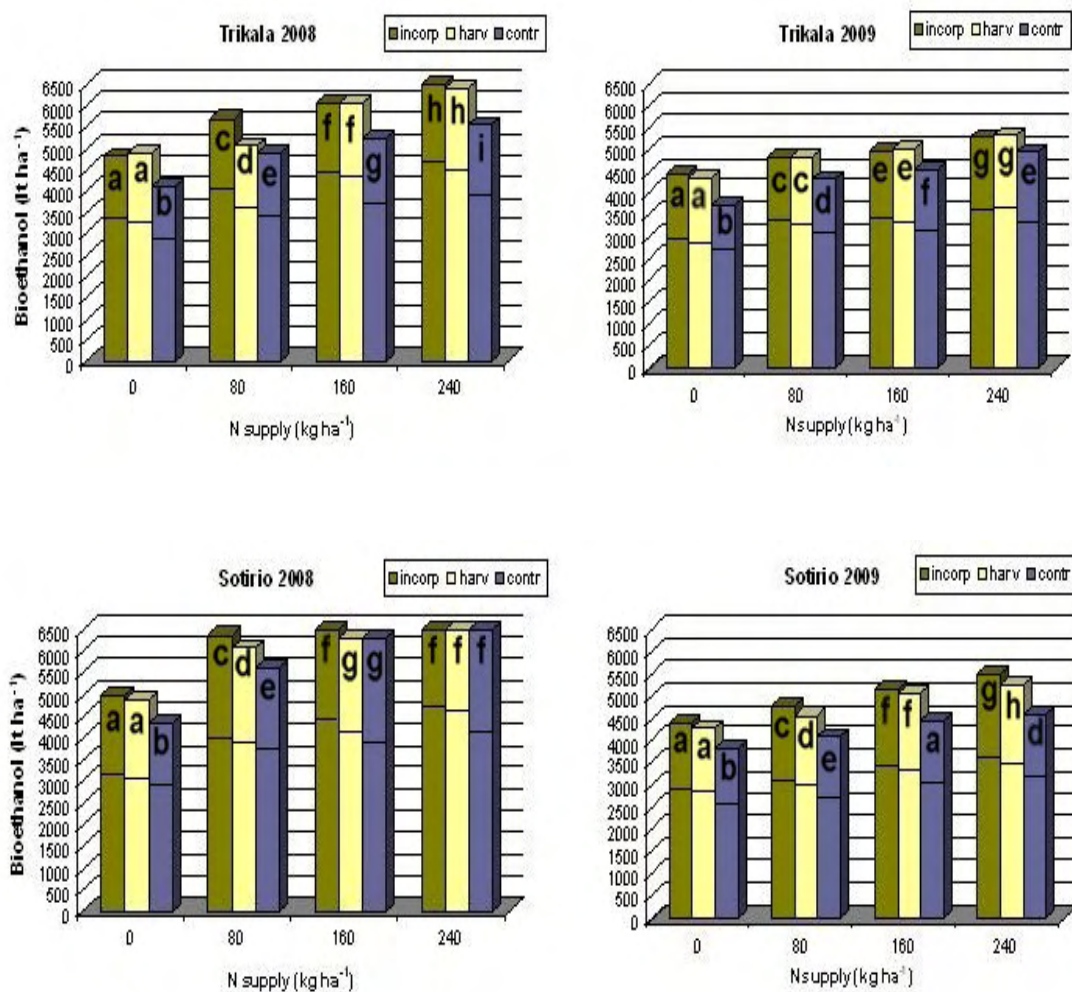 Trikala 2008
incorp harv contr
Bioethanol (lt ha⁻¹)
6500
6000
5500
5000
4500
4000
3500
3000
2500
2000
1500
1000
500
0
a a b
c d e
f f g
h h i
0 80 160 240
N supply (kg ha⁻¹)
Trikala 2009
incorp harv contr
6500
6000
5500
5000
4500
4000
3500
3000
2500
2000
1500
1000
500
0
a a b
c c d
e e f
g g e
0 80 160 240
N supply (kg ha⁻¹)
Sotirio 2008
incorp harv contr
Bioethanol (lt ha⁻¹)
6500
6000
5500
5000
4500
4000
3500
3000
2500
2000
1500
1000
500
0
a a b
c d e
f g g
f f f
0 80 160 240
N supply (kg ha⁻¹)
Sotirio 2009
incorp harv contr
6500
6000
5500
5000
4500
4000
3500
3000
2500
2000
1500
1000
500
0
a a b
c d e
f f a
g h d
0 80 160 240
N supply (kg ha⁻¹)